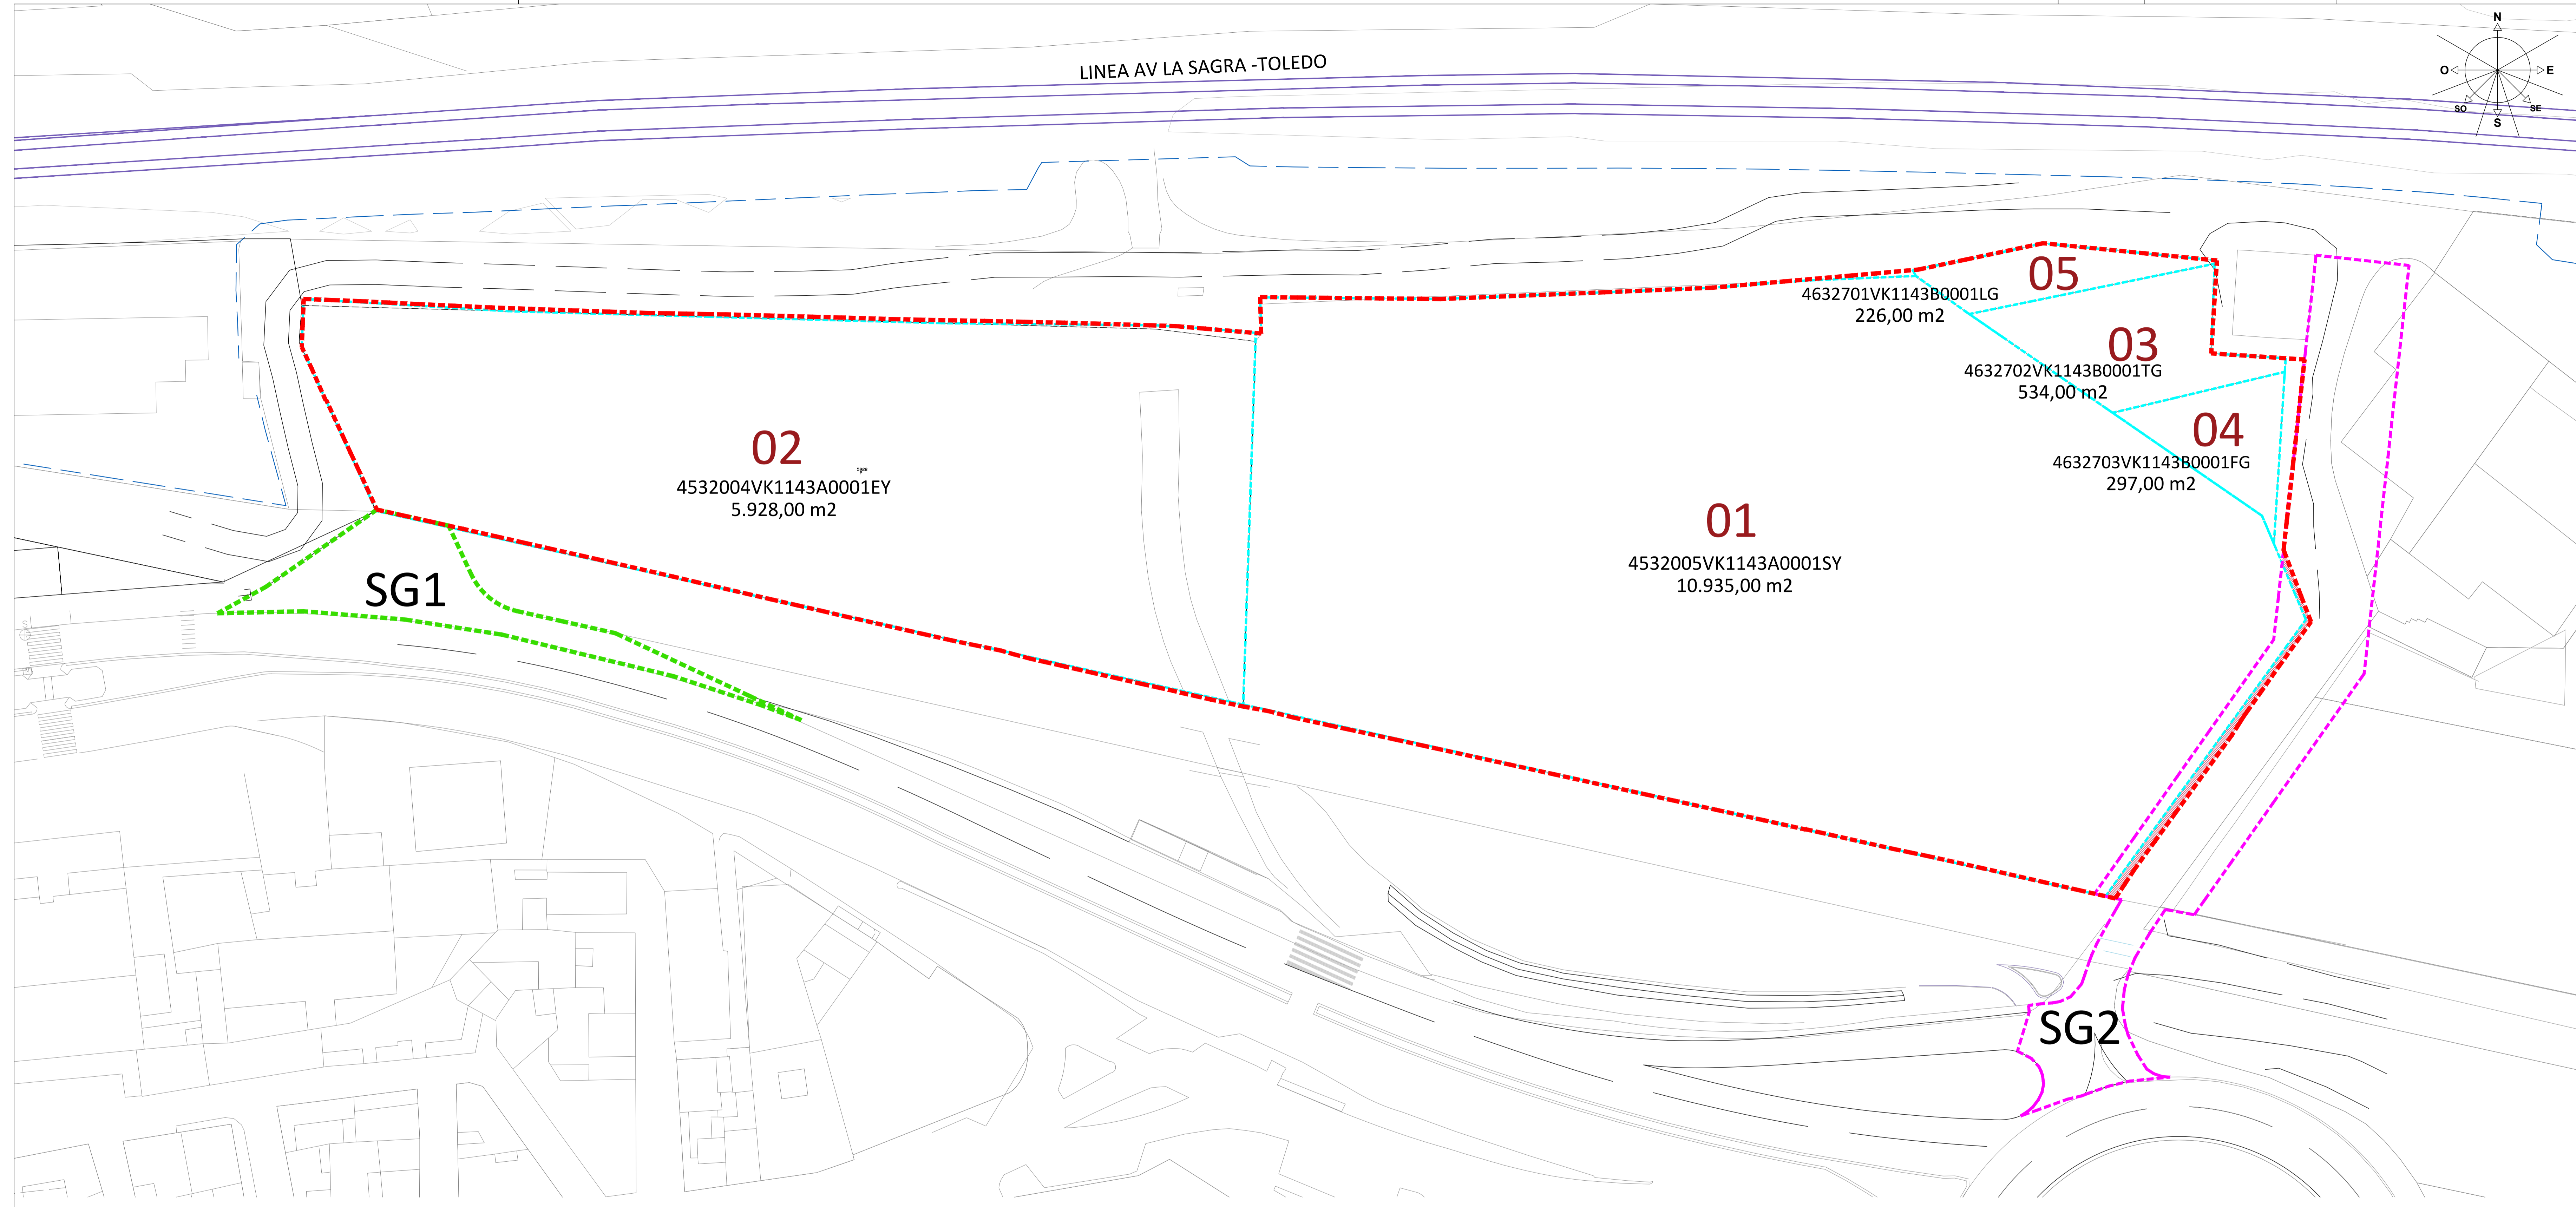 LINEA AV LA SAGRA -TOLEDO
N
O
E
SO
SE
S
05
4632701VK1143B0001LG
226,00 m2
03
4632702VK1143B0001TG
534,00 m2
04
4632703VK1143B0001FG
297,00 m2
02
4532004VK1143A0001EY
5.928,00 m2
01
4532005VK1143A0001SY
10.935,00 m2
SG1
SG2